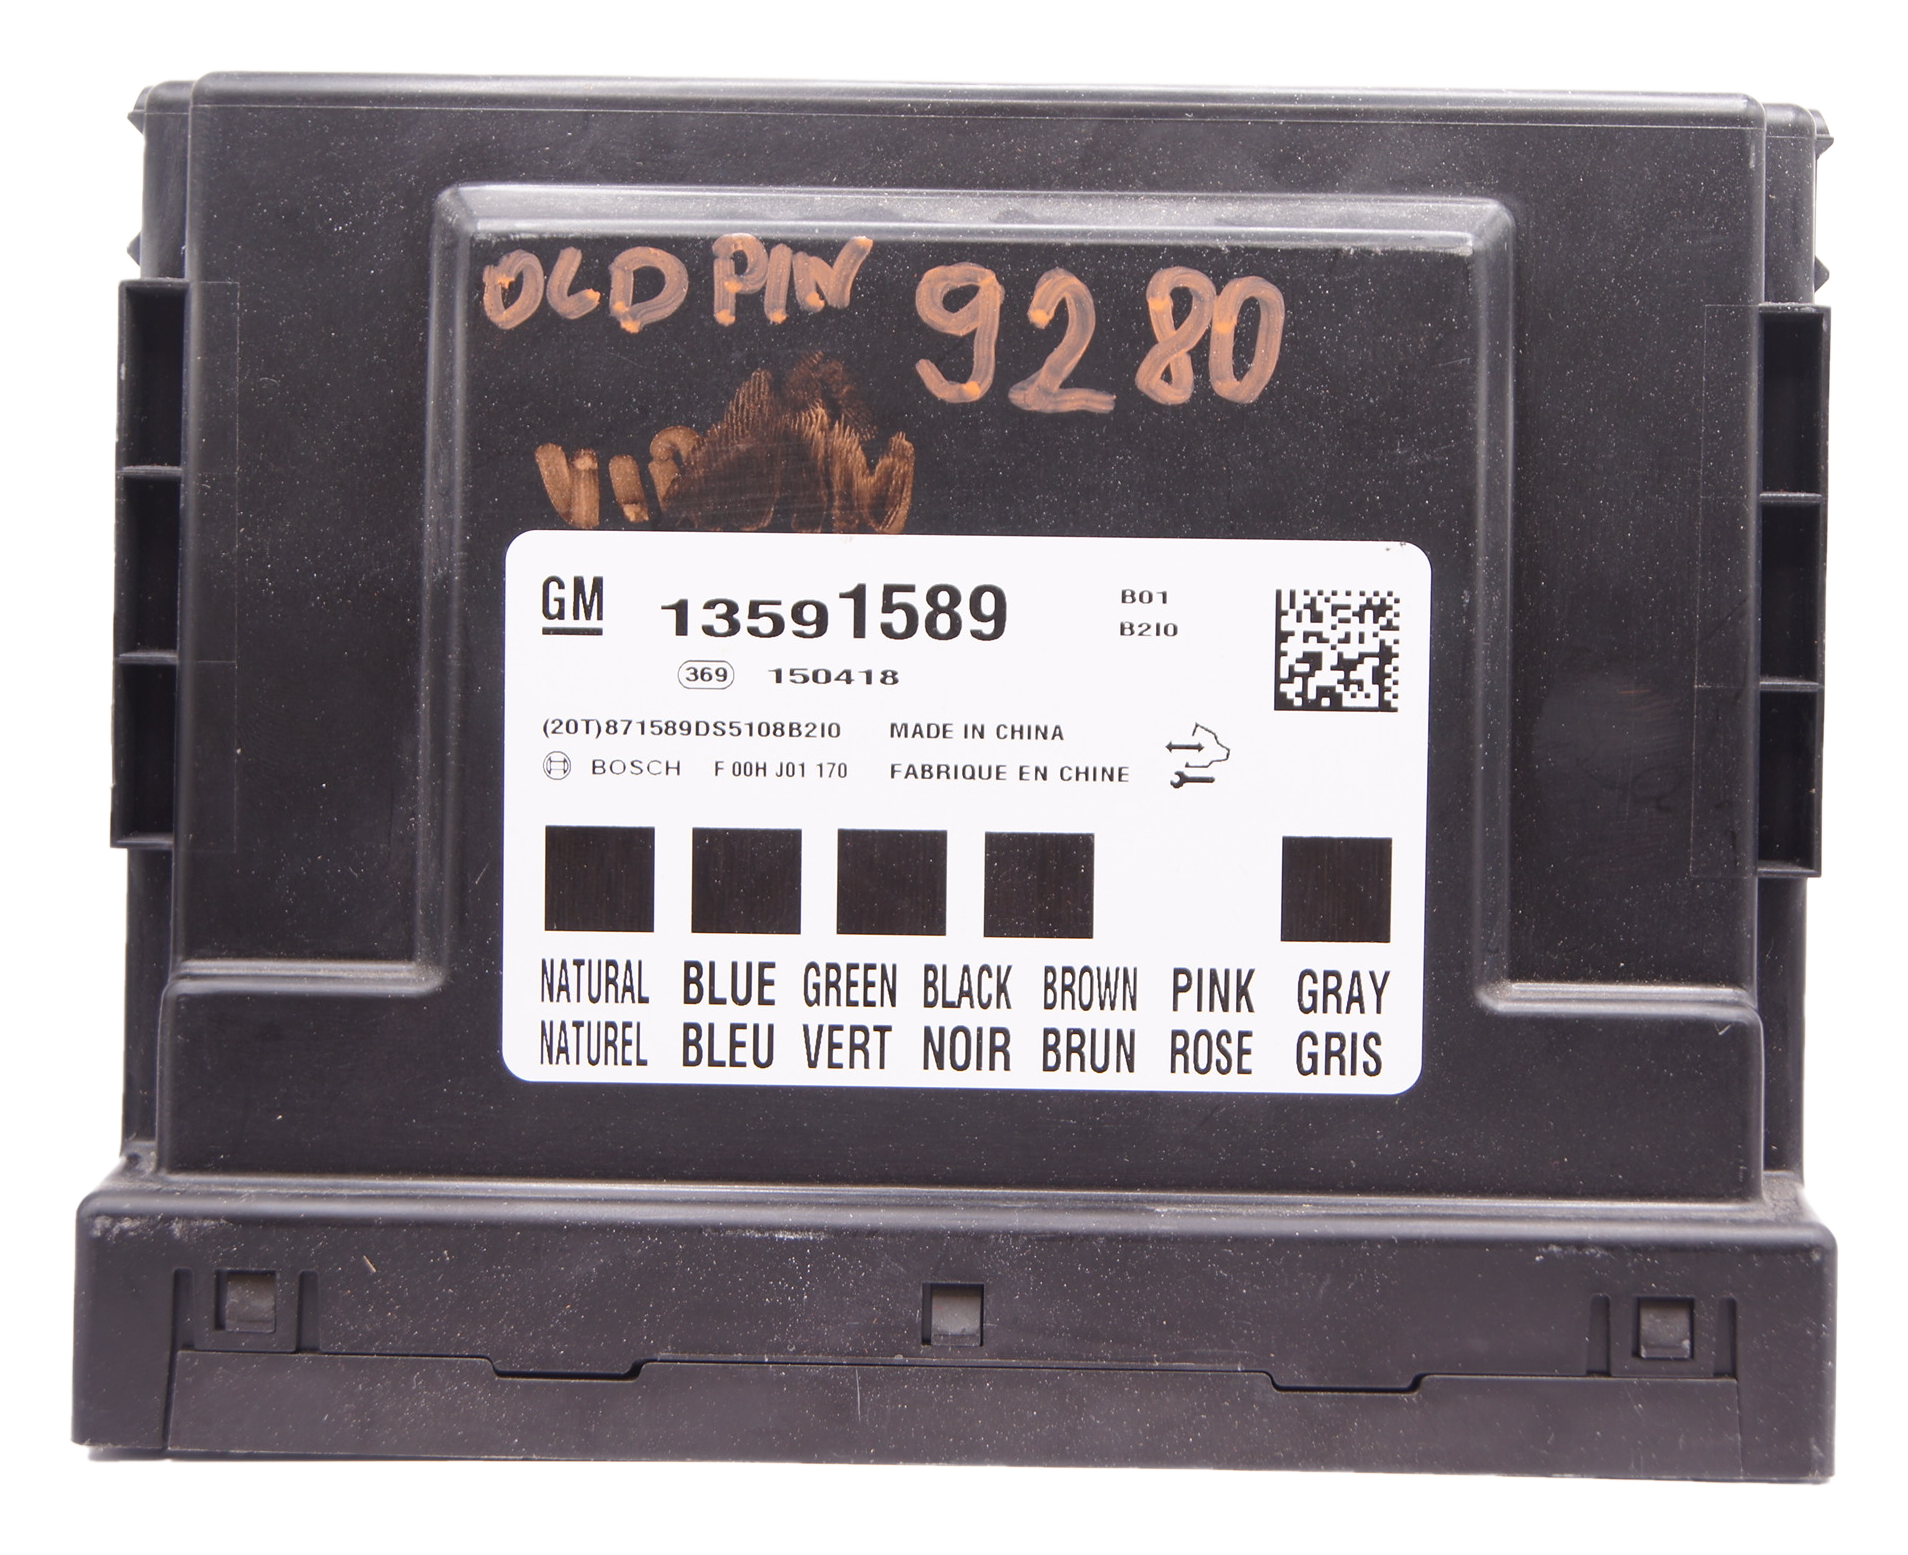 OLD PIN 9280
GM 13591589 B01
B2I0
369 150418
(20T)871589DS5108B2I0 MADE IN CHINA
BOSCH F 00H J01 170 FABRIQUE EN CHINE
NATURAL BLUE GREEN BLACK BROWN PINK GRAY
NATUREL BLEU VERT NOIR BRUN ROSE GRIS